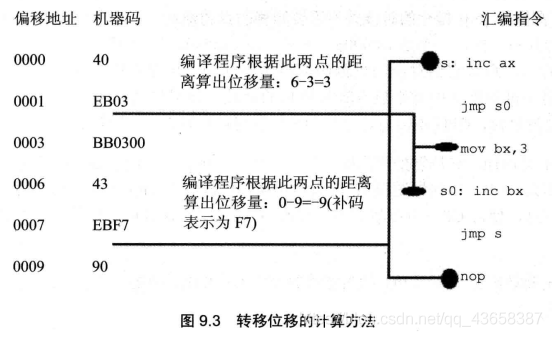 偏移地址 机器码 汇编指令
0000 40 s: inc ax
编译程序根据此两点的距
离算出位移量：6-3=3
0001 EB03 jmp s0
0003 BB0300 mov bx,3
0006 43 s0: inc bx
编译程序根据此两点的距离
算出位移量：0-9=-9(补码
表示为 F7)
0007 EBF7 jmp s
0009 90 nop
图 9.3 转移位移的计算方法
csdn.net/qq_43658387